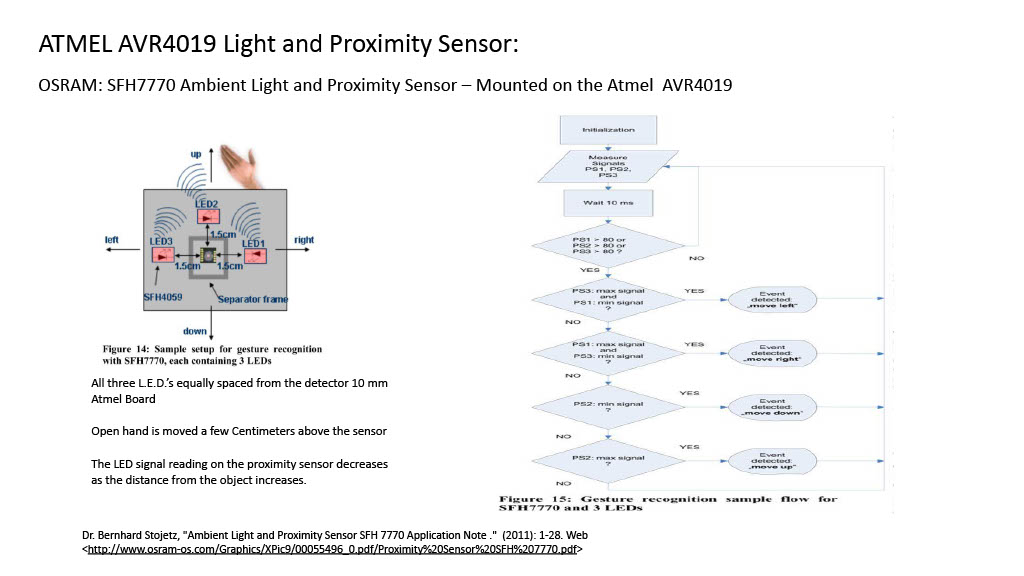 ATMEL AVR4019 Light and Proximity Sensor:
OSRAM: SFH7770 Ambient Light and Proximity Sensor – Mounted on the Atmel  AVR4019
up
LED2
1.5cm
left
LED3
LED1
right
1.5cm
1.5cm
SFH4059
Separator frame
down
Figure 14: Sample setup for gesture recognition
with SFH7770, each containing 3 LEDs
All three L.E.D.’s equally spaced from the detector 10 mm
Atmel Board
Open hand is moved a few Centimeters above the sensor
The LED signal reading on the proximity sensor decreases
as the distance from the object increases.
Initialization
Measure
Signals
PS1, PS2,
PS3
Wait 10 ms
PS1 > 80 or
PS2 > 80 or
PS3 > 80 ?
NO
YES
PS3: max signal
and
PS1: min signal
?
YES
Event
detected:
„move left“
NO
PS1: max signal
and
PS3: min signal
?
YES
Event
detected:
„move right“
NO
PS2: min signal
?
YES
Event
detected:
„move down“
NO
PS2: max signal
?
YES
Event
detected:
„move up“
NO
Figure 15: Gesture recognition sample flow for
SFH7770 and 3 LEDs
Dr. Bernhard Stojetz, "Ambient Light and Proximity Sensor SFH 7770 Application Note ."  (2011): 1-28. Web
<http://www.osram-os.com/Graphics/XPic9/00055496_0.pdf/Proximity%20Sensor%20SFH%207770.pdf>